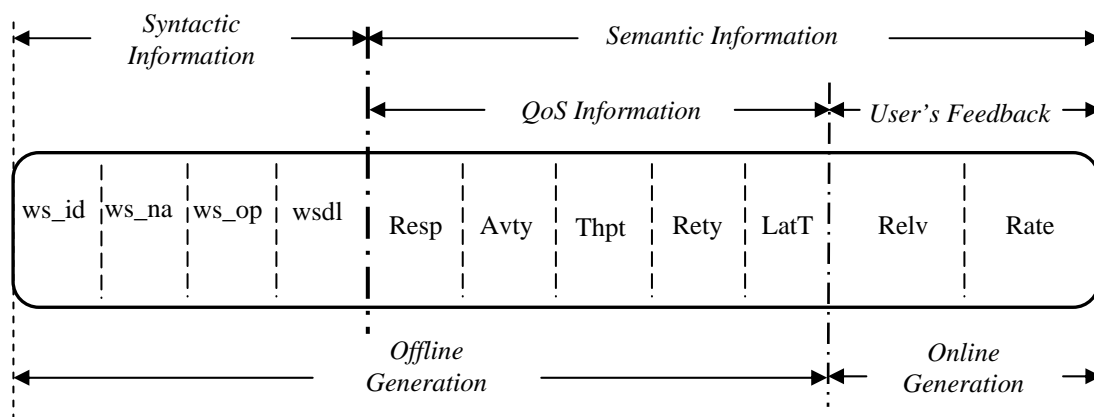 Syntactic
Information
Semantic Information
QoS Information
User's Feedback
ws_id ws_na ws_op wsdl Resp Avty Thpt Rety LatT Relv Rate
Offline
Generation
Online
Generation